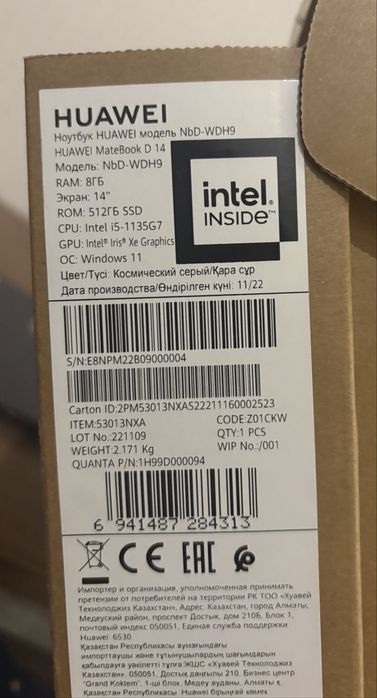 HUAWEI
Ноутбук HUAWEI модель NbD-WDH9
HUAWEI MateBook D 14
Модель: NbD-WDH9
RAM: 8ГБ
Экран: 14"
ROM: 512ГБ SSD
CPU: Intel i5-1135G7
GPU: Intel® Iris® Xe Graphics
ОС: Windows 11
intel.
INSIDE™
Цвет/Түсі: Космический серый/Қара сұр
Дата производства/Өндірілген күні: 11/22
S/N:E8NPM22B09000004
Carton ID:2PM53013NXAS22211160002523
ITEM:53013NXA CODE:Z01CKW
LOT No.:221109 QTY:1 PCS
WEIGHT:2.171 Kg WIP No.:/001
QUANTA P/N:1H99D000094
6 941487 284313
CE EAC
Импортер и организация, уполномоченная принимать
претензии от потребителей на территории РК ТОО «Хуавей
Текнолоджиз Казахстан», Адрес: Казахстан, город Алматы,
Медеуский район, проспект Достык, дом 210Б, Блок 1,
почтовый индекс 050051, Единая служба поддержки
Huawei: 6530
Қазақстан Республикасы аумағындағы
импорттаушы және тұтынушылардың шағымдарын
қабылдауға уәкілетті тұлға ЖШС «Хуавей Текнолоджиз
Казахстан», 050051, Достық даңғылы 210, Бизнес центр
"Grand Koktem", 1-ші блок, Медеу ауданы, Алматы қ,
Қазақстан Республикасы. Huawei бірыңғай көмек